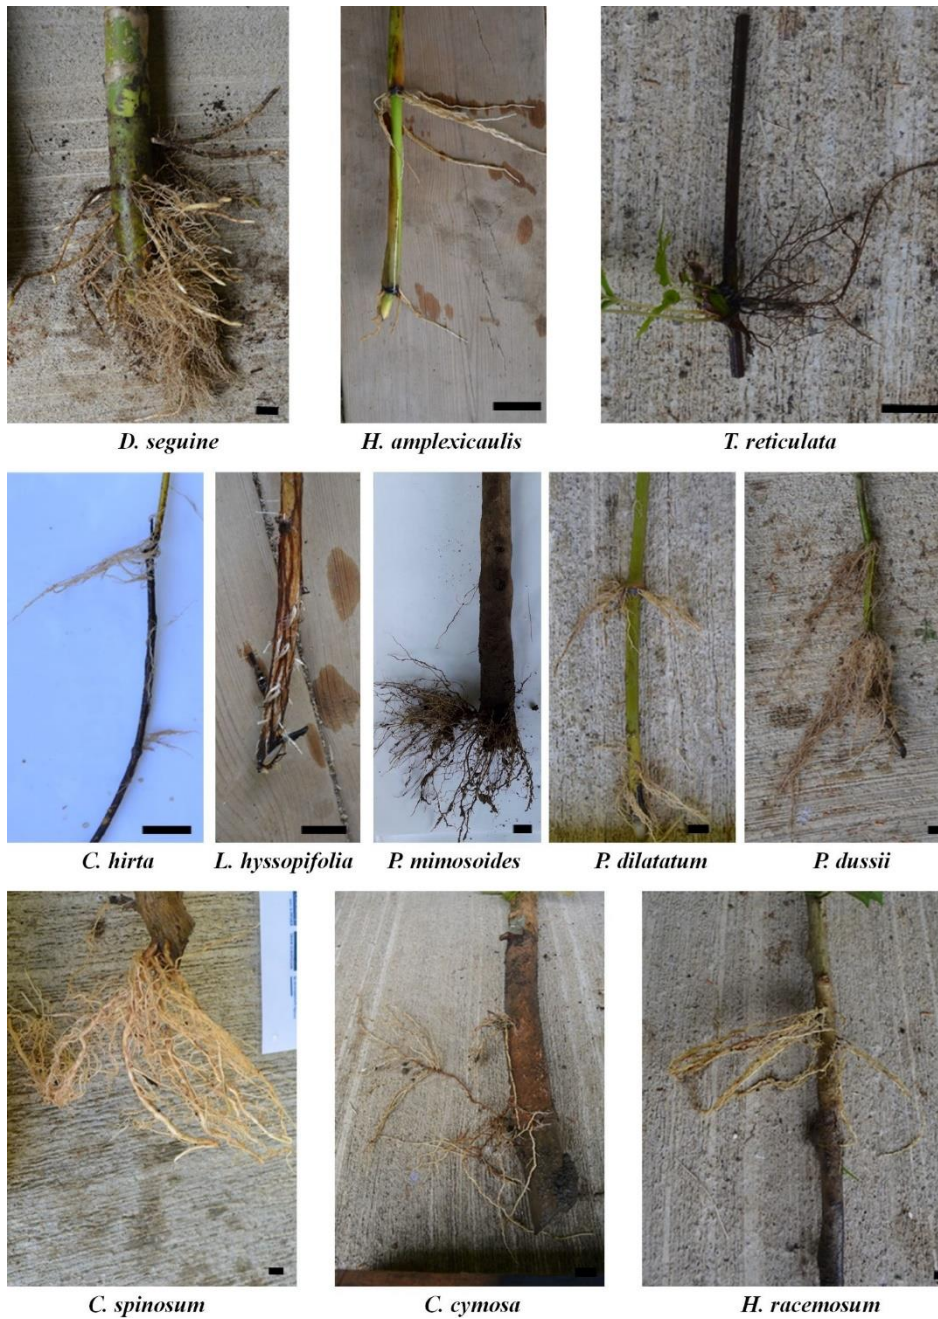 D. seguine
H. amplexicaulis
T. reticulata
C. hirta
L. hyssopifolia
P. mimosoides
P. dilatatum
P. dussii
C. spinosum
C. cymosa
H. racemosum